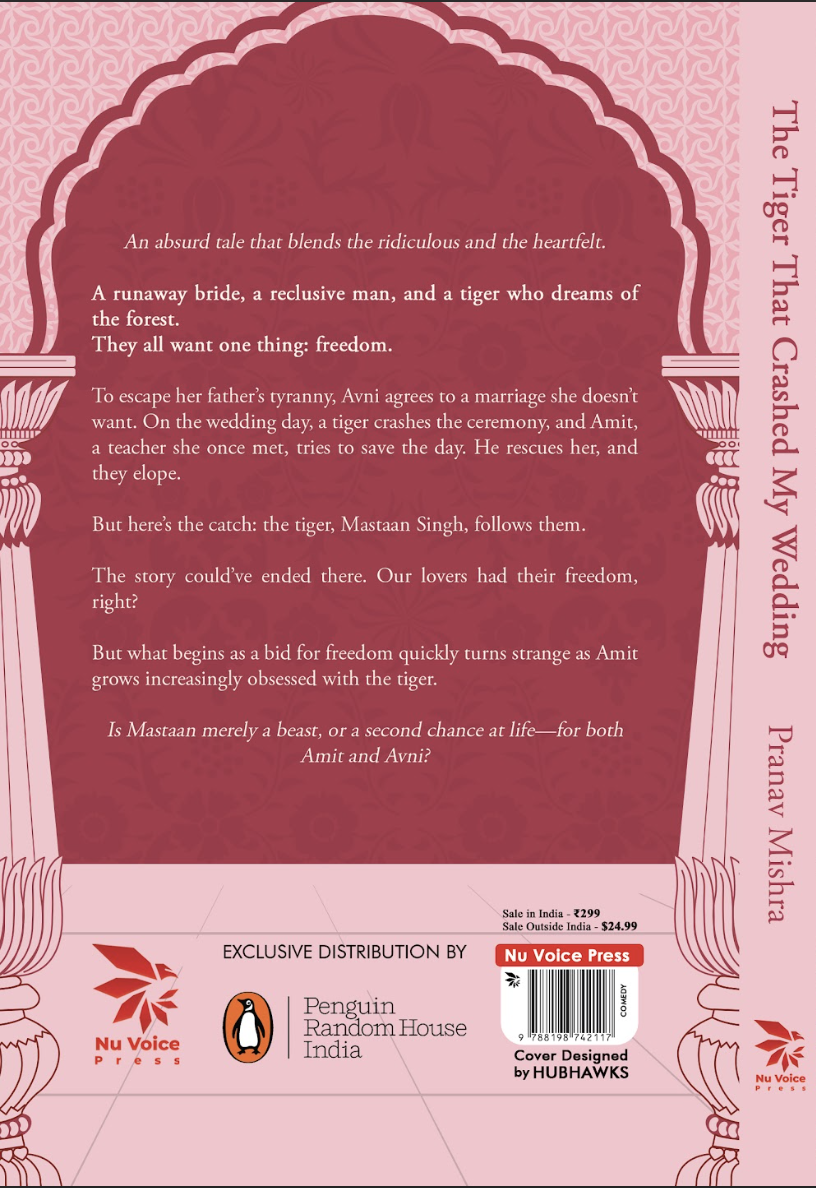 An absurd tale that blends the ridiculous and the heartfelt.
A runaway bride, a reclusive man, and a tiger who dreams of
the forest.
They all want one thing: freedom.
To escape her father's tyranny, Avni agrees to a marriage she doesn't
want. On the wedding day, a tiger crashes the ceremony, and Amit,
a teacher she once met, tries to save the day. He rescues her, and
they elope.
But here's the catch: the tiger, Mastaan Singh, follows them.
The story could've ended there. Our lovers had their freedom,
right?
But what begins as a bid for freedom quickly turns strange as Amit
grows increasingly obsessed with the tiger.
Is Mastaan merely a beast, or a second chance at life—for both
Amit and Avni?
Sale in India - ₹299
Sale Outside India - $24.99
Nu Voice
Press
EXCLUSIVE DISTRIBUTION BY
Penguin
Random House
India
Nu Voice Press
COMEDY
9 788198 742117
Cover Designed
by HUBHAWKS
The Tiger That Crashed My Wedding
Pranav Mishra
Nu Voice
Press